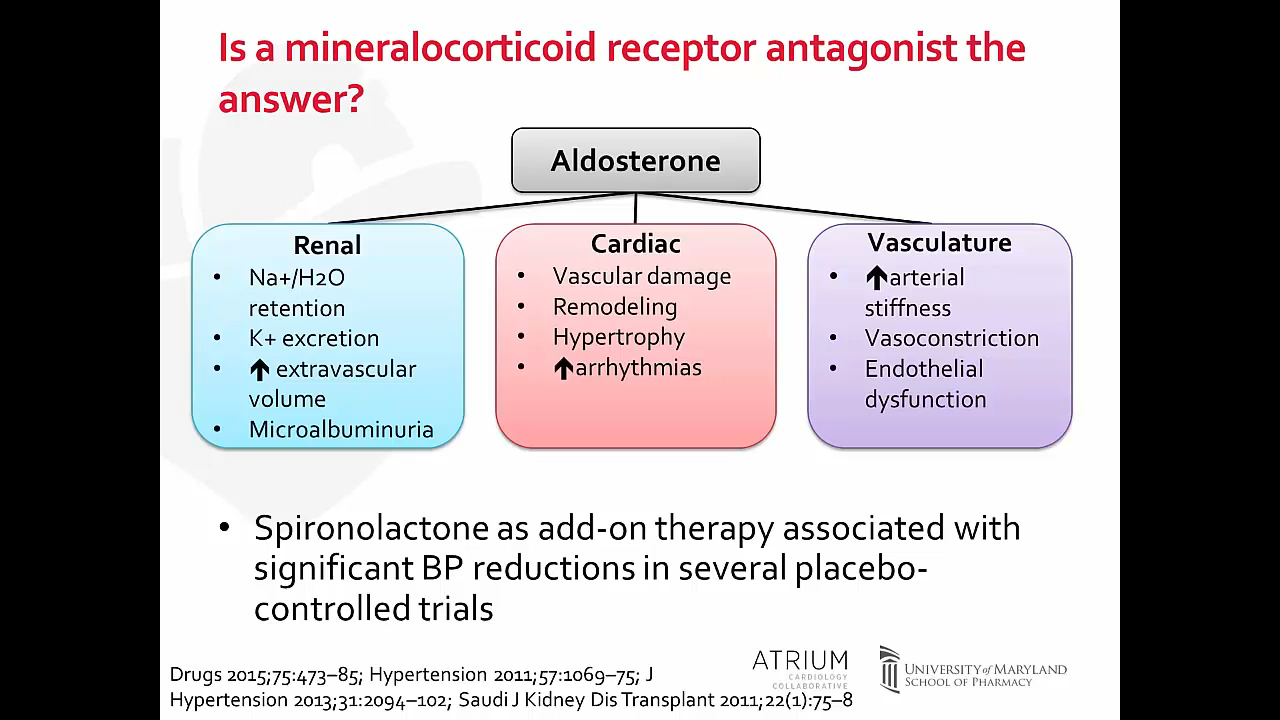 Is a mineralocorticoid receptor antagonist the
answer?
Aldosterone
Renal
• Na+/H2O
retention
• K+ excretion
• ⬆ extravascular
volume
• Microalbuminuria
Cardiac
• Vascular damage
• Remodeling
• Hypertrophy
• ⬆arrhythmias
Vasculature
• ⬆arterial
stiffness
• Vasoconstriction
• Endothelial
dysfunction
• Spironolactone as add-on therapy associated with
significant BP reductions in several placebo-
controlled trials
Drugs 2015;75:473–85; Hypertension 2011;57:1069–75; J
Hypertension 2013;31:2094–102; Saudi J Kidney Dis Transplant 2011;22(1):75–8
ATRIUM
CARDIOLOGY
COLLABORATIVE
UNIVERSITY of MARYLAND
SCHOOL OF PHARMACY